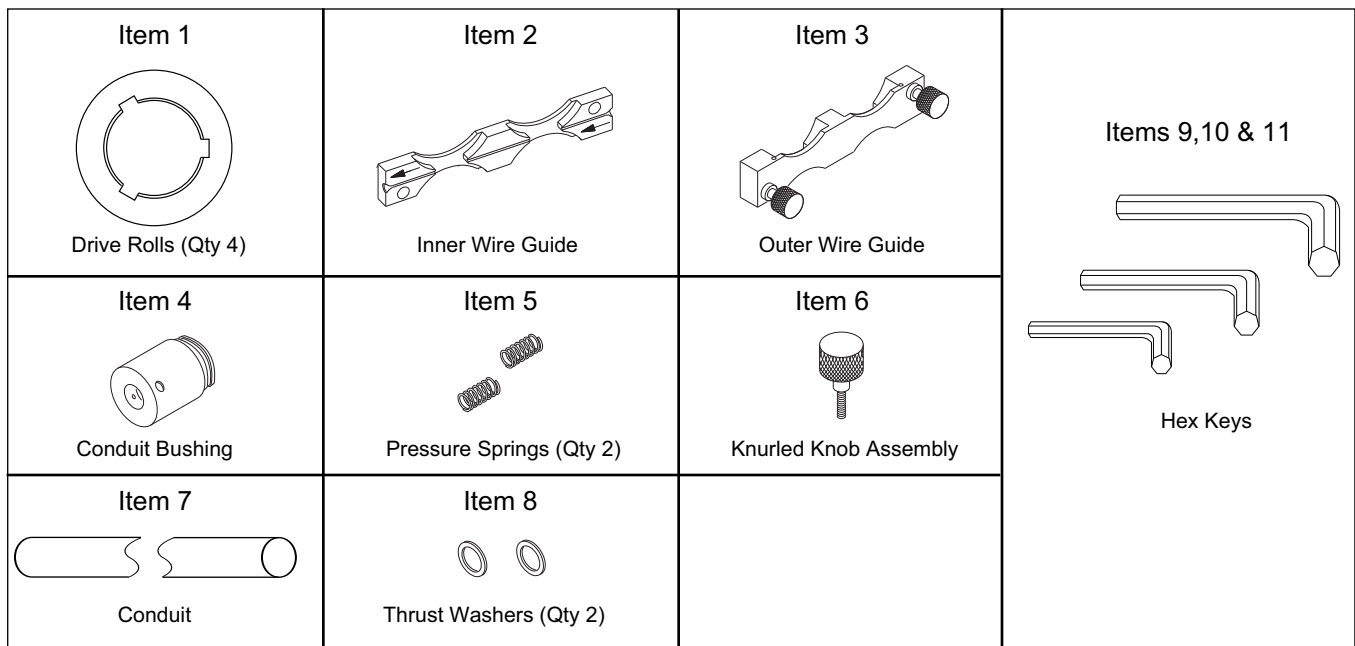 Item 1
Drive Rolls (Qty 4)
Item 2
Inner Wire Guide
Item 3
Outer Wire Guide
Items 9,10 & 11
Hex Keys
Item 4
Conduit Bushing
Item 5
Pressure Springs (Qty 2)
Item 6
Knurled Knob Assembly
Item 7
Conduit
Item 8
Thrust Washers (Qty 2)